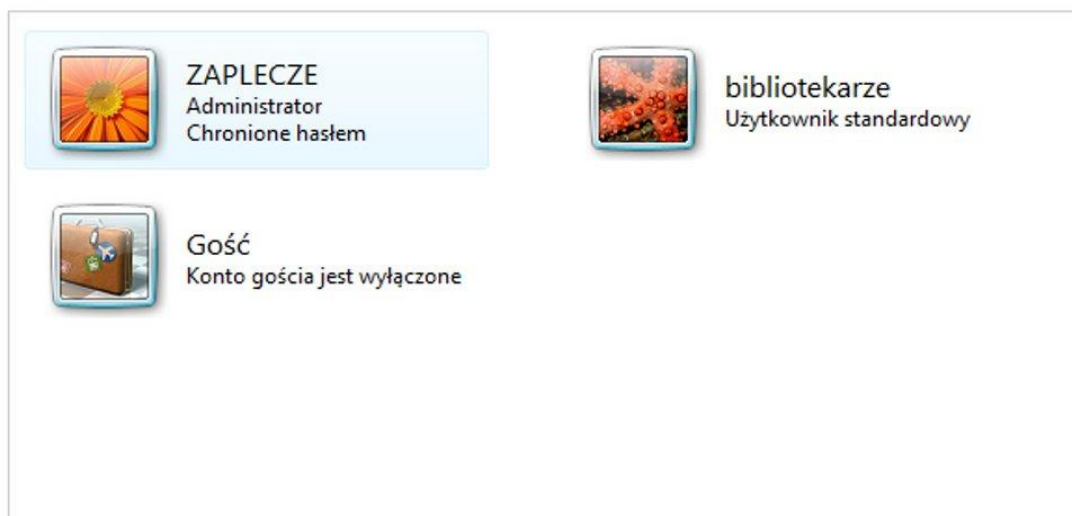 ZAPLECZE
Administrator
Chronione hasłem
bibliotekarze
Użytkownik standardowy
Gość
Konto gościa jest wyłączone